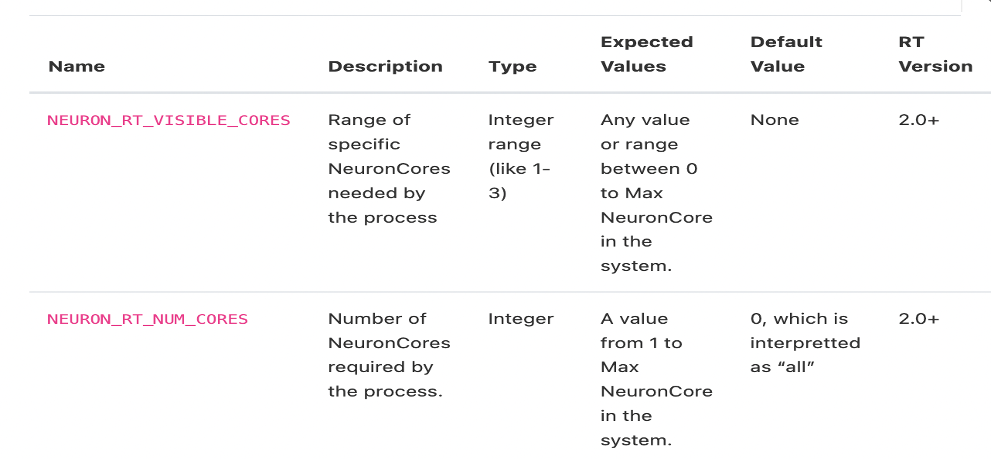 Name
Description
Type
Expected
Values
Default
Value
RT
Version
NEURON_RT_VISIBLE_CORES
Range of
specific
NeuronCores
needed by
the process
Integer
range
(like 1-
3)
Any value
or range
between 0
to Max
NeuronCore
in the
system.
None
2.0+
NEURON_RT_NUM_CORES
Number of
NeuronCores
required by
the process.
Integer
A value
from 1 to
Max
NeuronCore
in the
system.
0, which is
interpretted
as “all”
2.0+